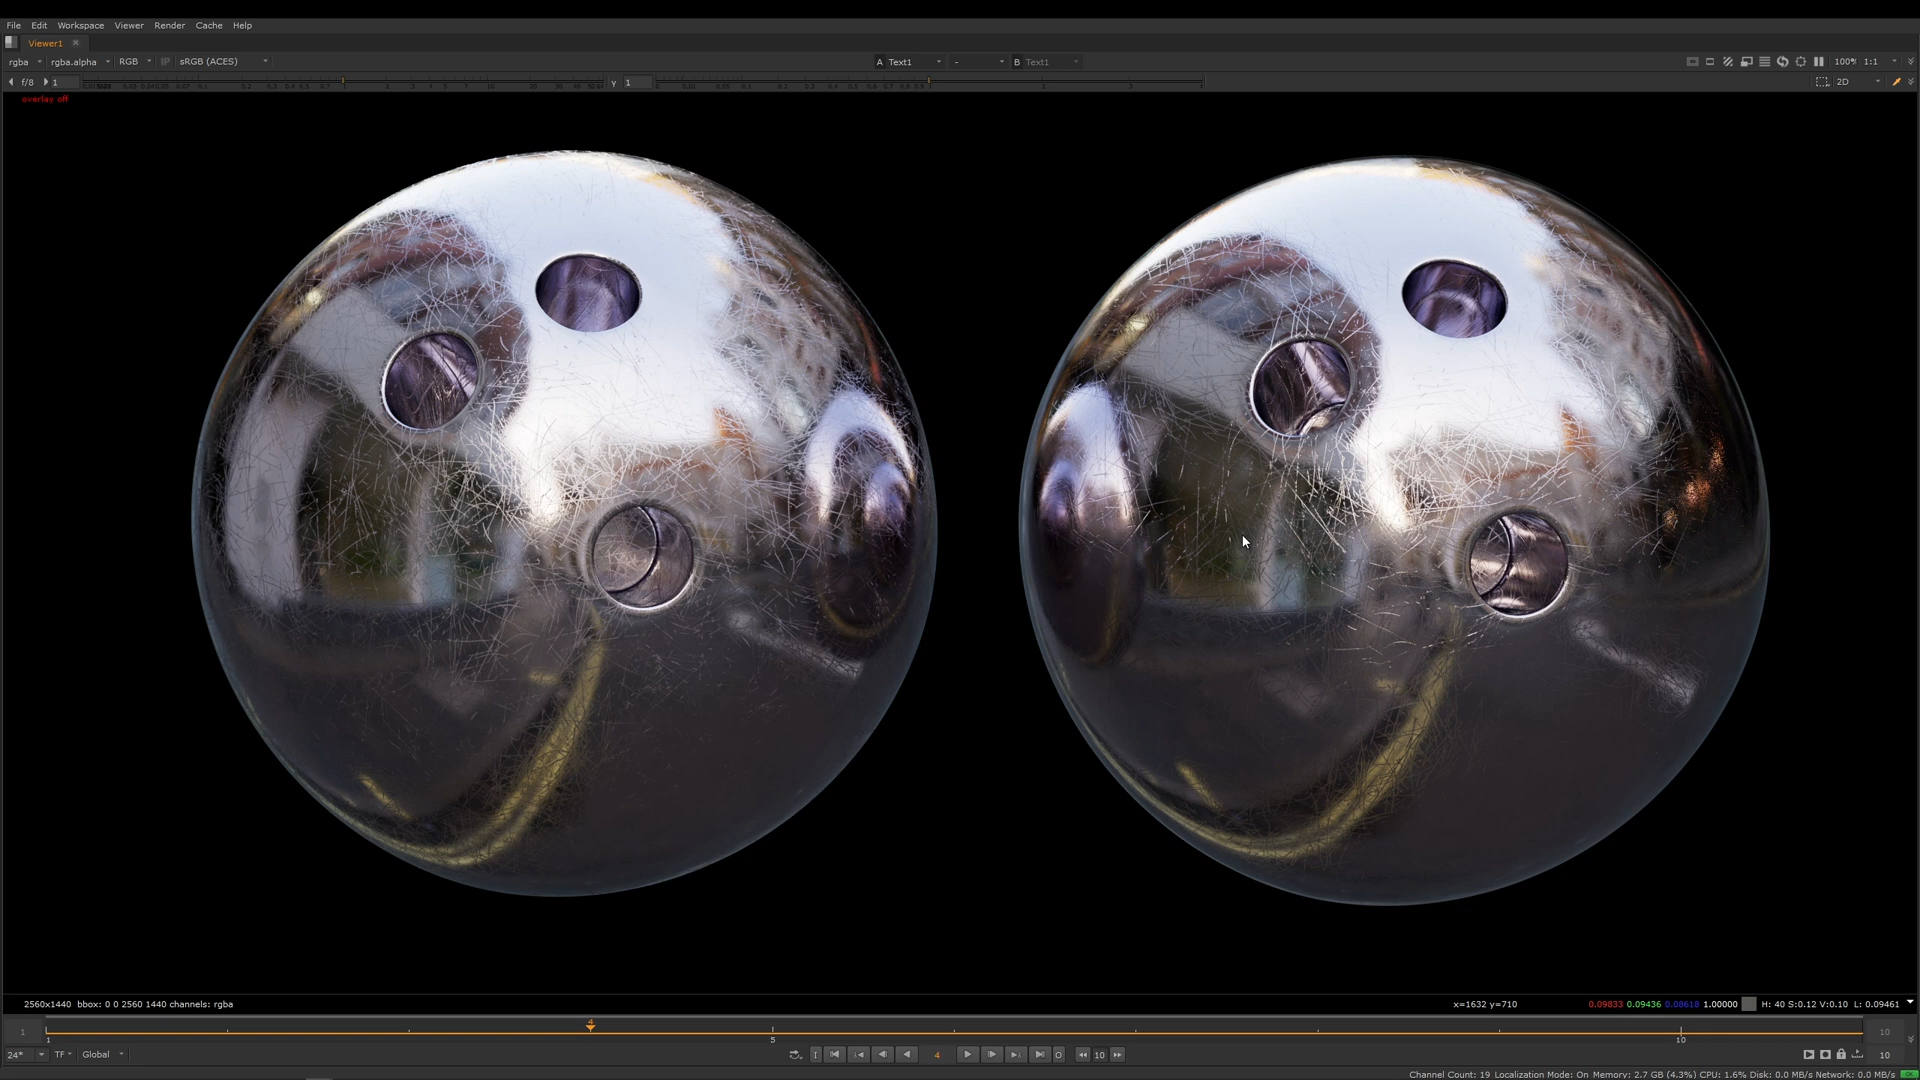 File Edit Workspace Viewer Render Cache Help
Viewer1
rgba rgba.alpha RGB IP sRGB (ACES) A Text1 - B Text1 100% 1:1
f/8 1 Y 1 2D
overlay off
2560x1440 bbox: 0 0 2560 1440 channels: rgba x=1632 y=710 0.09833 0.09436 0.08618 1.00000 H: 40 S:0.12 V:0.10 L: 0.09461
1 4 10
1 5 10
24* TF Global I 4 O 10 10
Channel Count: 19 Localization Mode: On Memory: 2.7 GB (4.3%) CPU: 1.6% Disk: 0.0 MB/s Network: 0.0 MB/s